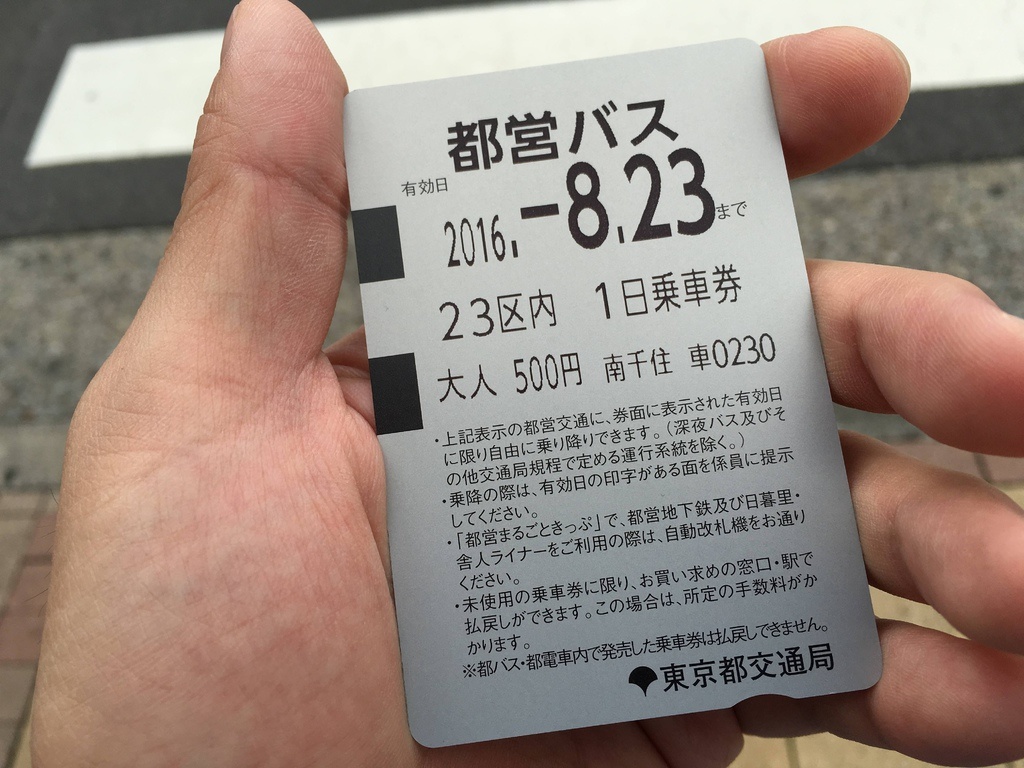 都営バス
有効日
2016.-8.23まで
23区内 1日乗車券
大人 500円 南千住 車0230
・上記表示の都営交通に、券面に表示された有効日
に限り自由に乗り降りできます。(深夜バス及びそ
の他交通局規程で定める運行系統を除く。)
・乗降の際は、有効日の印字がある面を係員に提示
してください。
・「都営まるごときっぷ」で、都営地下鉄及び日暮里・
舎人ライナーをご利用の際は、自動改札機をお通り
ください。
・未使用の乗車券に限り、お買い求めの窓口・駅で
払戻しができます。この場合は、所定の手数料がか
かります。
※都バス・都電車内で発売した乗車券は払戻しできません。
東京都交通局